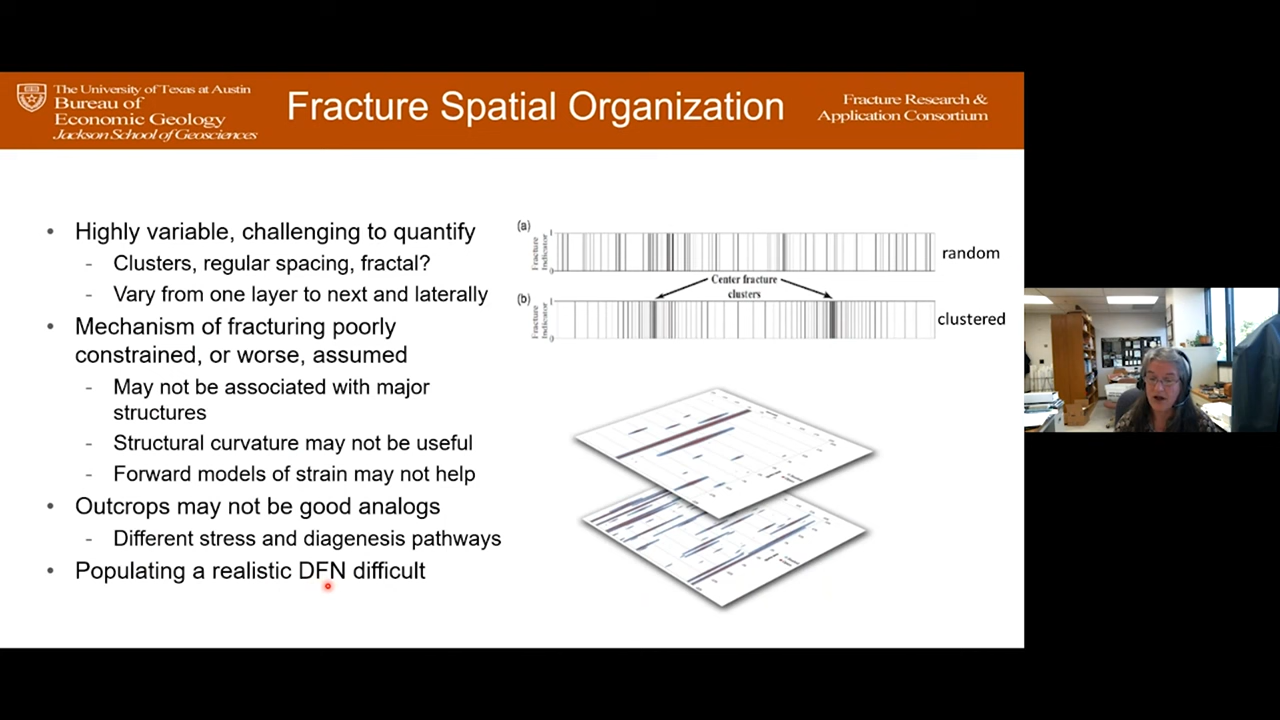 The University of Texas at Austin
Bureau of
Economic Geology
Jackson School of Geosciences
Fracture Spatial Organization
Fracture Research &
Application Consortium
• Highly variable, challenging to quantify
- Clusters, regular spacing, fractal?
- Vary from one layer to next and laterally
• Mechanism of fracturing poorly
constrained, or worse, assumed
- May not be associated with major
structures
- Structural curvature may not be useful
- Forward models of strain may not help
• Outcrops may not be good analogs
- Different stress and diagenesis pathways
• Populating a realistic DFN difficult
(a)
Fracture
Indicator
1
0
random
Center fracture
clusters
(b)
Fracture
Indicator
1
0
clustered